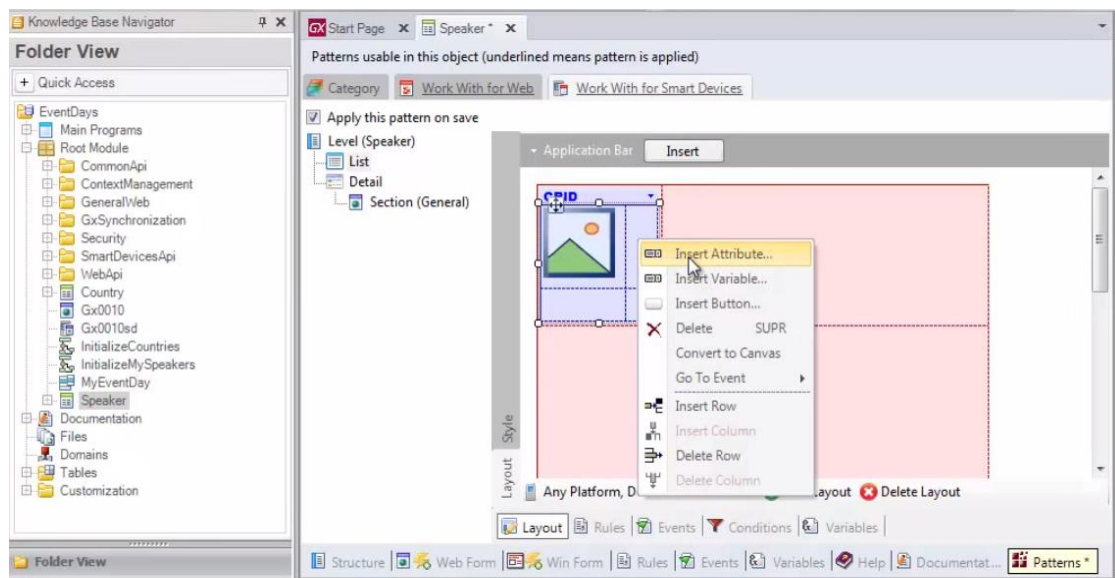 Knowledge Base Navigator
Folder View
Quick Access
EventDays
Main Programs
Root Module
CommonApi
ContextManagement
GeneralWeb
GxSynchronization
Security
SmartDevicesApi
WebApi
Country
Gx0010
Gx0010sd
InitializeCountries
InitializeMySpeakers
MyEventDay
Speaker
Documentation
Files
Domains
Tables
Customization
Folder View
GX Start Page Speaker *
Patterns usable in this object (underlined means pattern is applied)
Category Work With for Web Work With for Smart Devices
Apply this pattern on save
Level (Speaker)
List
Detail
Section (General)
Application Bar Insert
GRID
Insert Attribute...
Insert Variable...
Insert Button...
Delete SUPR
Convert to Canvas
Go To Event
Insert Row
Insert Column
Delete Row
Delete Column
Style
Layout
Any Platform, D Layout Delete Layout
Layout Rules Events Conditions Variables
Structure Web Form Win Form Rules Events Variables Help Documentat... Patterns *